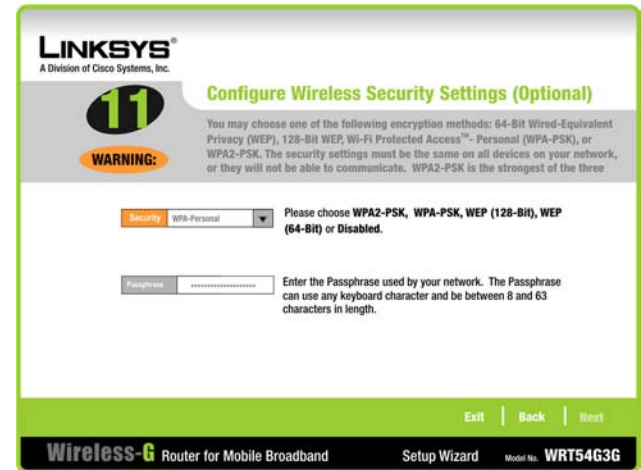 LINKSYS®
A Division of Cisco Systems, Inc.
11
WARNING:
Configure Wireless Security Settings (Optional)
You may choose one of the following encryption methods: 64-Bit Wired-Equivalent
Privacy (WEP), 128-Bit WEP, Wi-Fi Protected Access™- Personal (WPA-PSK), or
WPA2-PSK. The security settings must be the same on all devices on your network,
or they will not be able to communicate. WPA2-PSK is the strongest of the three
Security WPA-Personal
Please choose WPA2-PSK, WPA-PSK, WEP (128-Bit), WEP
(64-Bit) or Disabled.
Passphrase ********************
Enter the Passphrase used by your network. The Passphrase
can use any keyboard character and be between 8 and 63
characters in length.
Exit Back Next
Wireless-G Router for Mobile Broadband Setup Wizard Model No. WRT54G3G